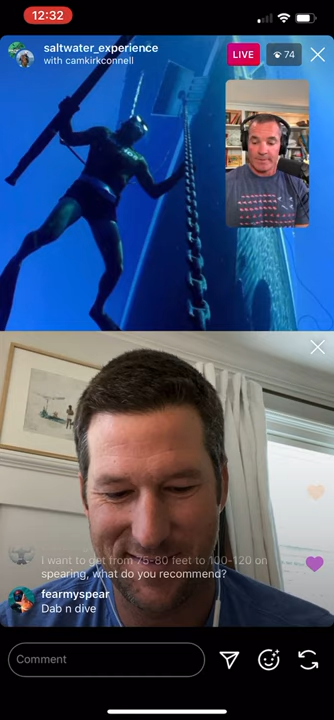 12:32
saltwater_experience
with camkirkconnell
LIVE
74
i want to get from 75-80 feet to 100-120 on
spearing, what do you recommend?
fearmyspear
Dab n dive
Comment